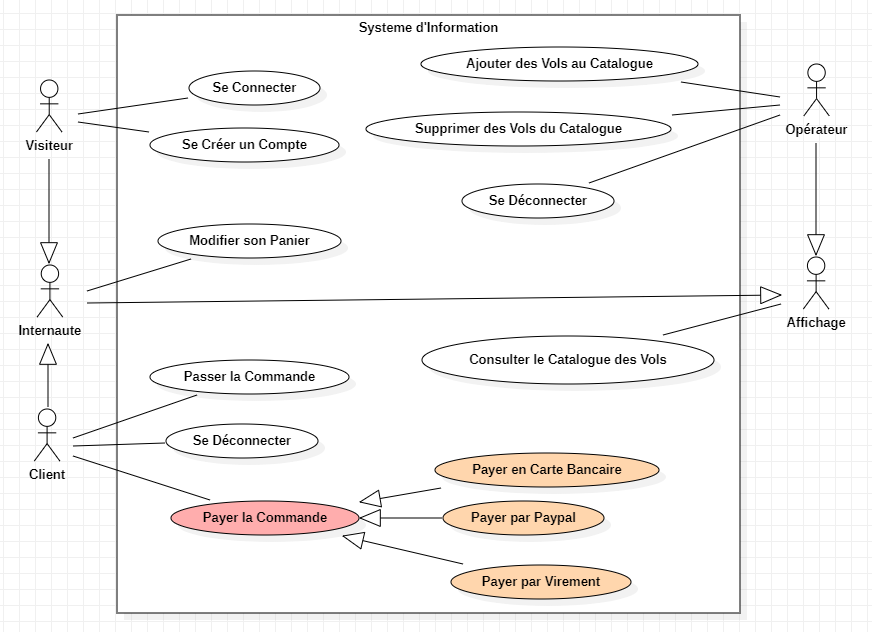 Systeme d'Information
Ajouter des Vols au Catalogue
Se Connecter
Supprimer des Vols du Catalogue
Opérateur
Visiteur
Se Créer un Compte
Se Déconnecter
Modifier son Panier
Internaute
Affichage
Consulter le Catalogue des Vols
Passer la Commande
Se Déconnecter
Client
Payer en Carte Bancaire
Payer la Commande
Payer par Paypal
Payer par Virement